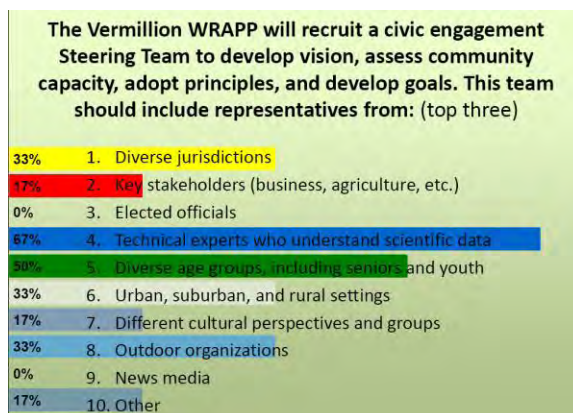 The Vermillion WRAPP will recruit a civic engagement
Steering Team to develop vision, assess community
capacity, adopt principles, and develop goals. This team
should include representatives from: (top three)
33% 1. Diverse jurisdictions
17% 2. Key stakeholders (business, agriculture, etc.)
0% 3. Elected officials
67% 4. Technical experts who understand scientific data
50% 5. Diverse age groups, including seniors and youth
33% 6. Urban, suburban, and rural settings
17% 7. Different cultural perspectives and groups
33% 8. Outdoor organizations
0% 9. News media
17% 10. Other